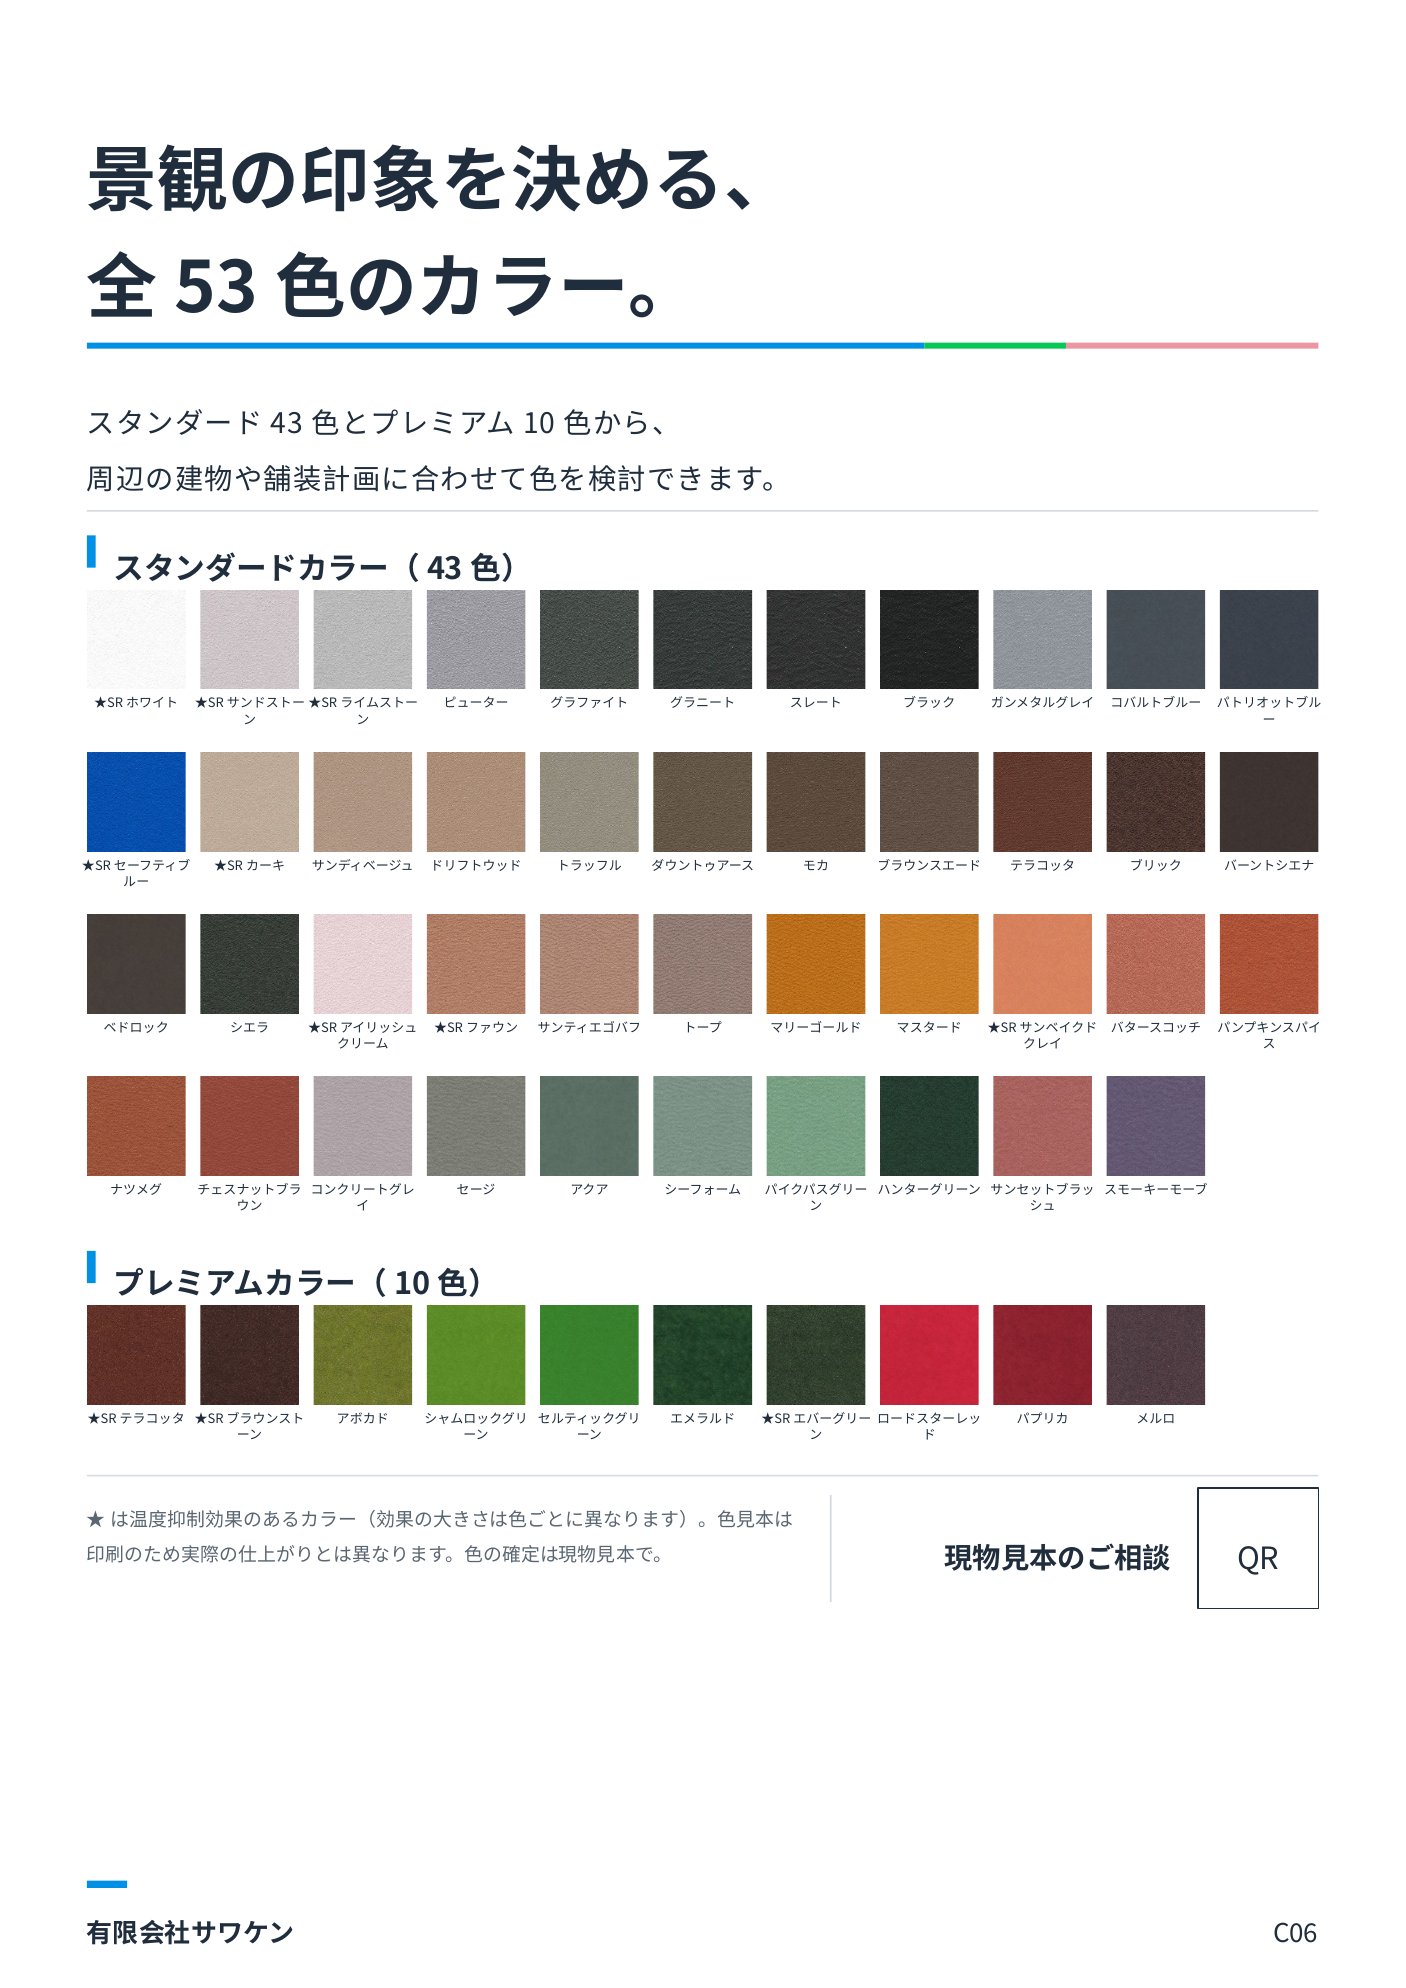 景観の印象を決める、
全 53 色のカラー。
スタンダード 43 色とプレミアム 10 色から、
周辺の建物や舗装計画に合わせて色を検討できます。
スタンダードカラー（ 43 色）
★SR ホワイト
★SR サンドストー
ン
★SR ライムストー
ン
ピューター
グラファイト
グラニート
スレート
ブラック
ガンメタルグレイ
コバルトブルー
パトリオットブル
ー
★SR セーフティブ
ルー
★SR カーキ
サンディベージュ
ドリフトウッド
トラッフル
ダウントゥアース
モカ
ブラウンスエード
テラコッタ
ブリック
バーントシエナ
ベドロック
シエラ
★SR アイリッシュ
クリーム
★SR ファウン
サンティエゴバフ
トープ
マリーゴールド
マスタード
★SR サンベイクド
クレイ
バタースコッチ
パンプキンスパイ
ス
ナツメグ
チェスナットブラ
ウン
コンクリートグレ
イ
セージ
アクア
シーフォーム
バイクパスグリー
ン
ハンターグリーン
サンセットブラッ
シュ
スモーキーモーブ
プレミアムカラー（ 10 色）
★SR テラコッタ
★SR ブラウンスト
ーン
アボカド
シャムロックグリ
ーン
セルティックグリ
ーン
エメラルド
★SR エバーグリー
ン
ロードスターレッ
ド
パプリカ
メルロ
★ は温度抑制効果のあるカラー（効果の大きさは色ごとに異なります）。色見本は
印刷のため実際の仕上がりとは異なります。色の確定は現物見本で。
現物見本のご相談
QR
有限会社サワケン
C06